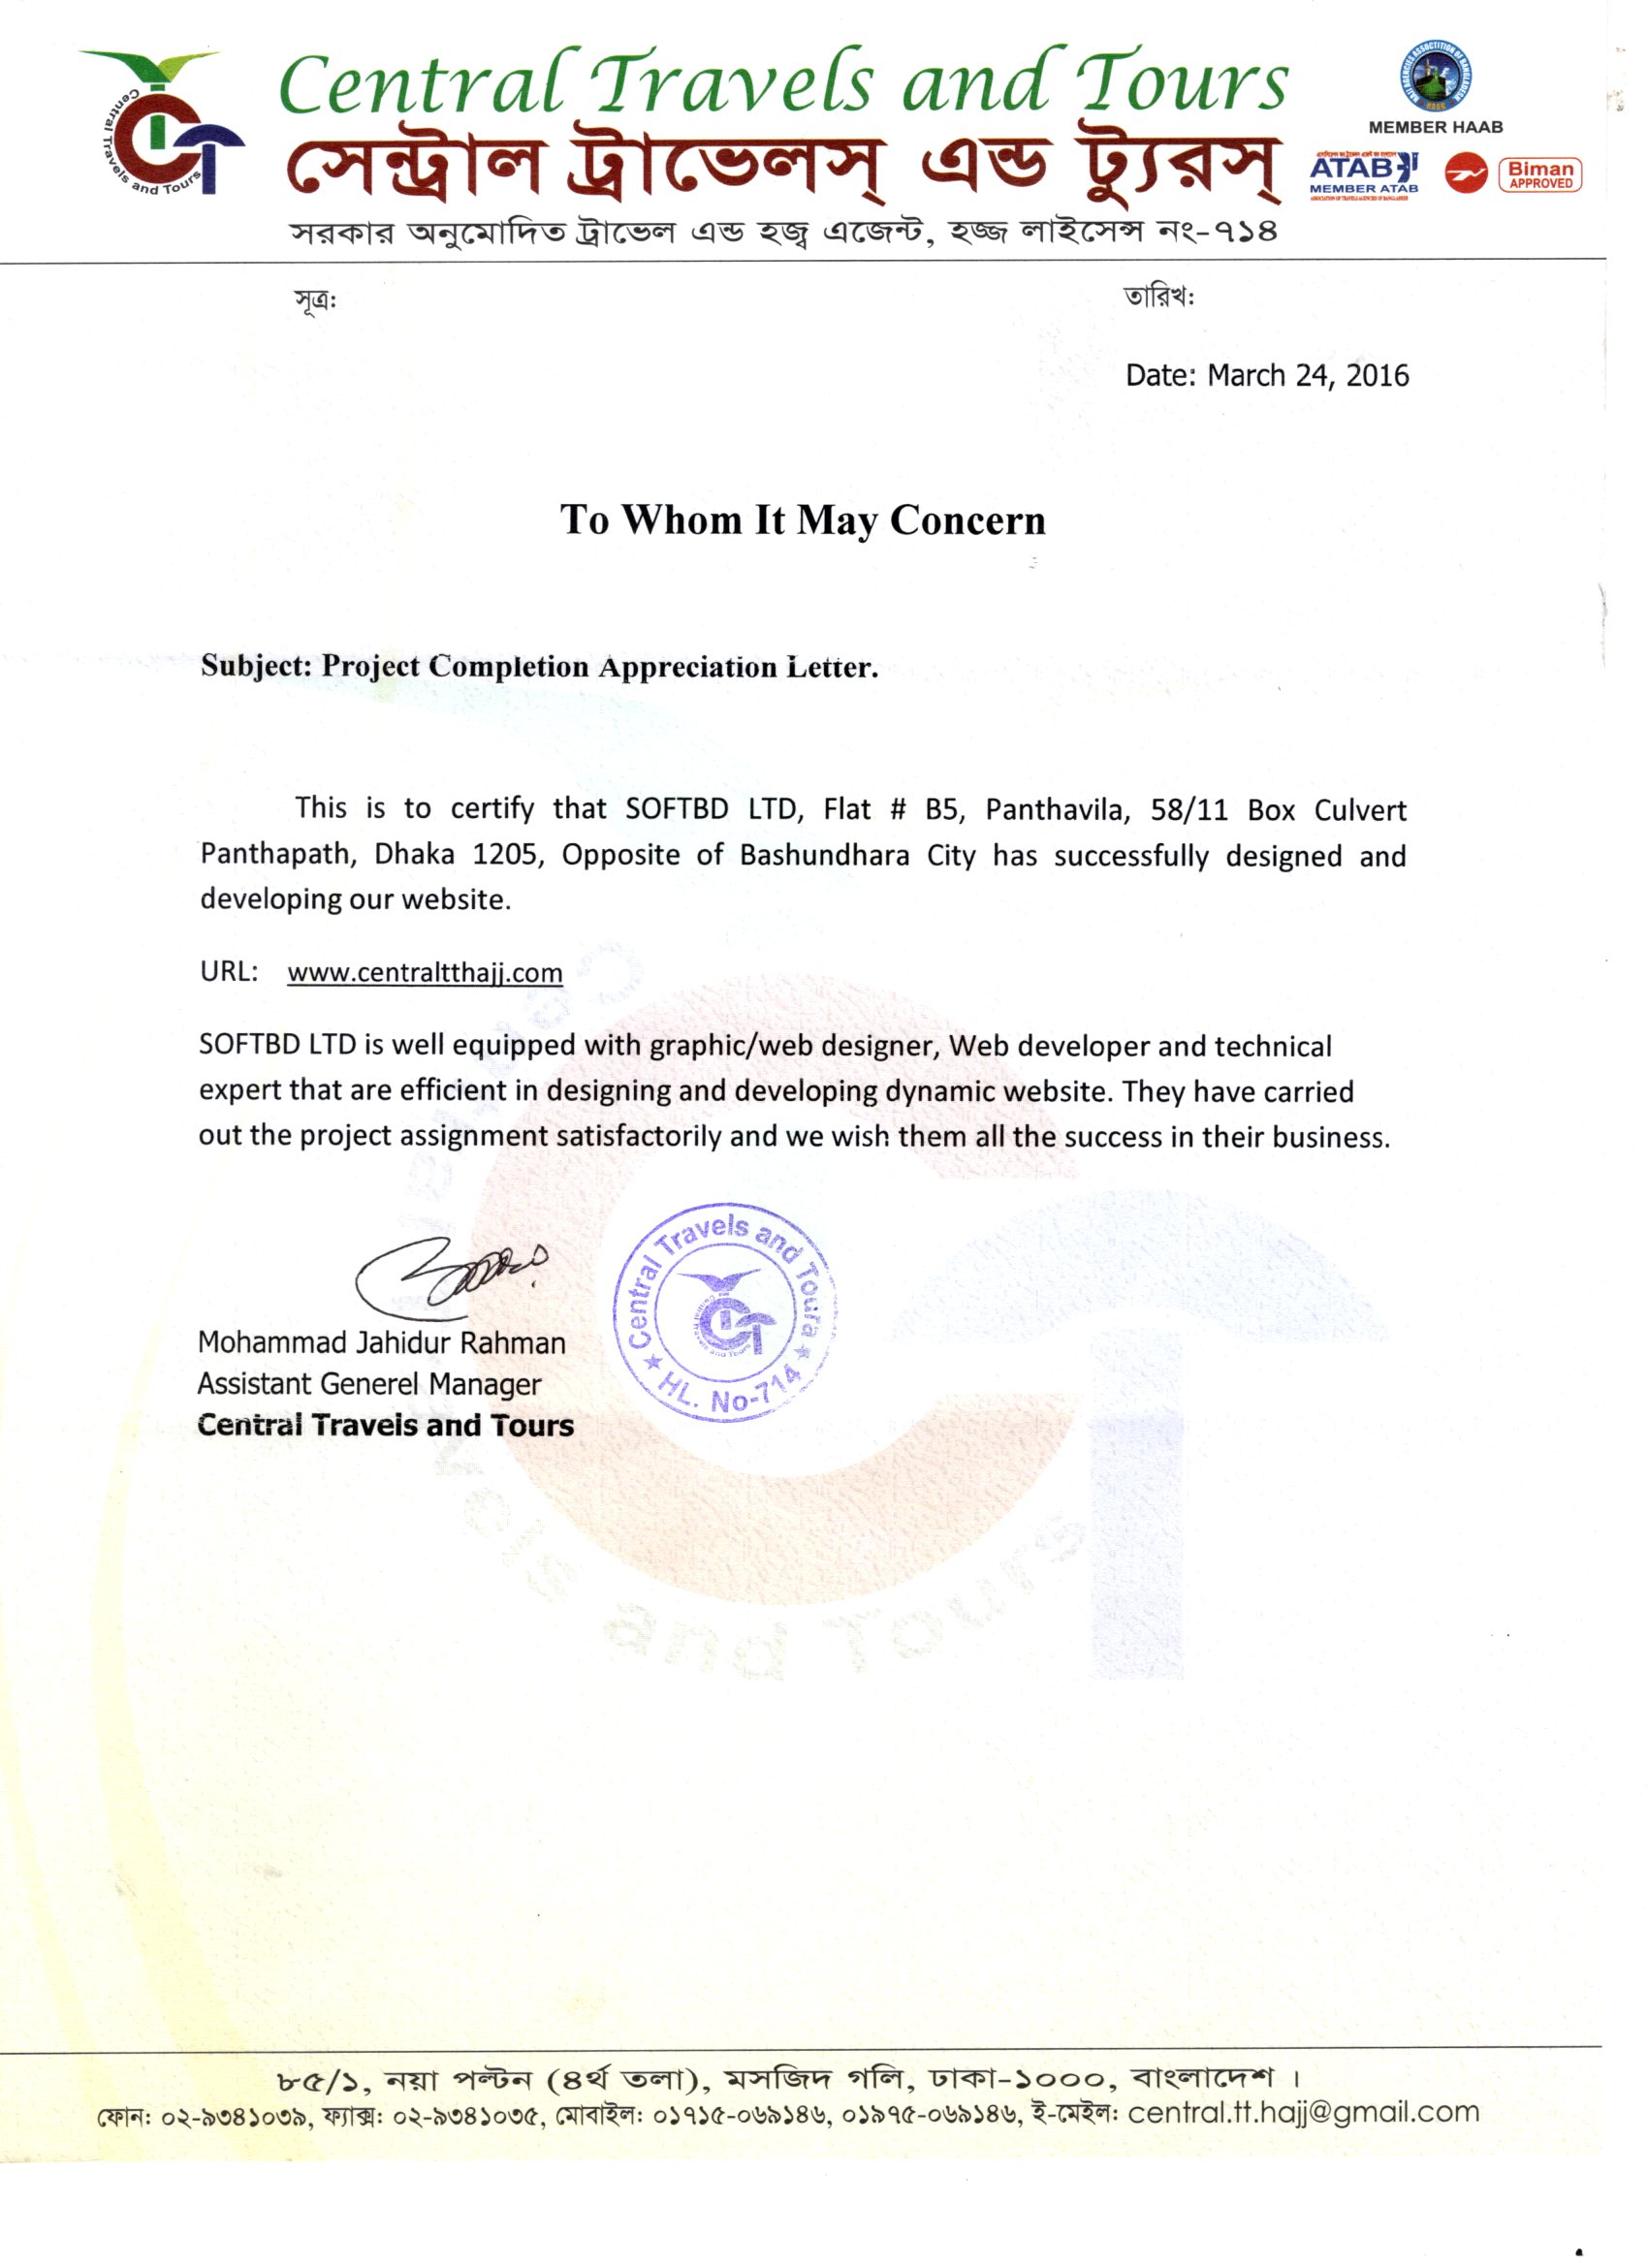 Central Travels and Tours
Central Travels and Tours
সেন্ট্রাল ট্রাভেলস্ এন্ড ট্যুরস্
সরকার অনুমোদিত ট্রাভেল এন্ড হজ্ব এজেন্ট, হজ্জ লাইসেন্স নং-৭১৪
MEMBER HAAB
ATAB
MEMBER ATAB
Biman
APPROVED
সূত্র:
তারিখ:
Date: March 24, 2016
To Whom It May Concern
Subject: Project Completion Appreciation Letter.
This is to certify that SOFTBD LTD, Flat # B5, Panthavila, 58/11 Box Culvert
Panthapath, Dhaka 1205, Opposite of Bashundhara City has successfully designed and
developing our website.
URL: www.centraltthajj.com
SOFTBD LTD is well equipped with graphic/web designer, Web developer and technical
expert that are efficient in designing and developing dynamic website. They have carried
out the project assignment satisfactorily and we wish them all the success in their business.
Central Travels and Tours
HL. No-714
Mohammad Jahidur Rahman
Assistant Generel Manager
Central Travels and Tours
৮৫/১, নয়া পল্টন (৪র্থ তলা), মসজিদ গলি, ঢাকা-১০০০, বাংলাদেশ ।
ফোন: ০২-৯৩৪১০৩৯, ফ্যাক্স: ০২-৯৩৪১০৩৫, মোবাইল: ০১৭১৫-০৬৯১৪৬, ০১৯৭৫-০৬৯১৪৬, ই-মেইল: central.tt.hajj@gmail.com